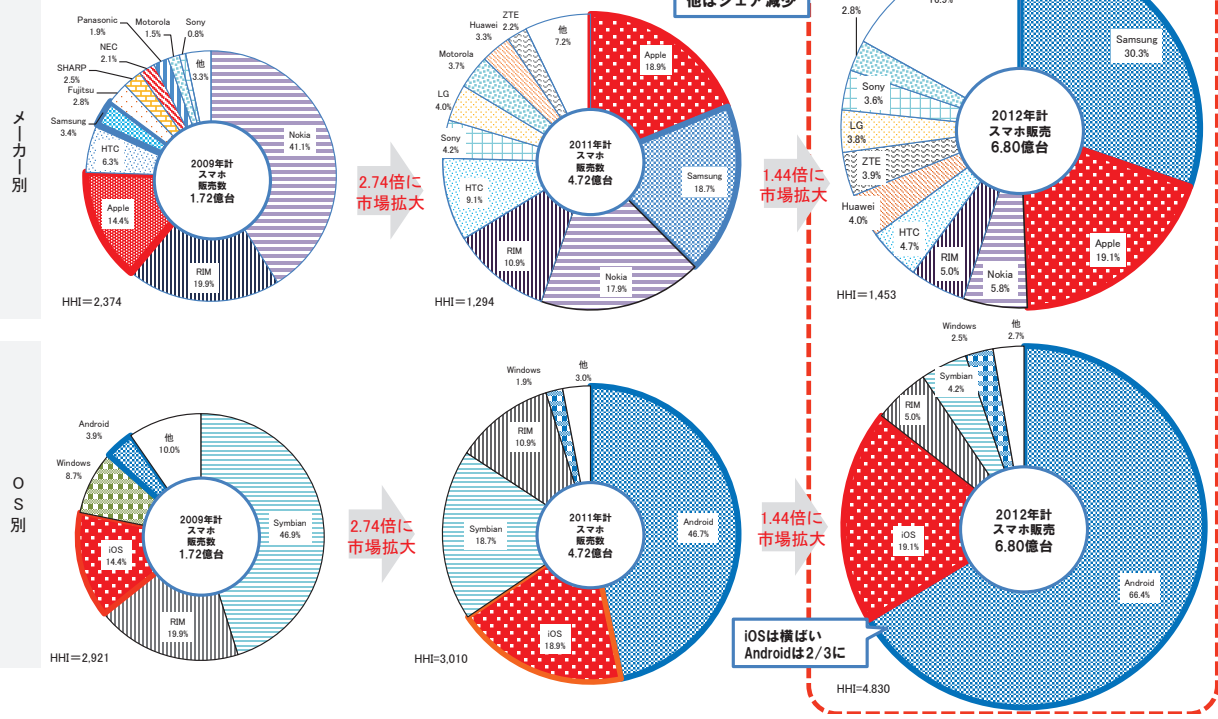 他はシェア減少
メーカー別
Panasonic
1.9%
Motorola
1.5%
Sony
0.8%
NEC
2.1%
SHARP
2.5%
Fujitsu
2.8%
Samsung
3.4%
HTC
6.3%
Apple
14.4%
RIM
19.9%
Nokia
41.1%
他
3.3%
2009年計
スマホ
販売数
1.72億台
HHI＝2,374
2.74倍に
市場拡大
ZTE
2.2%
Huawei
3.3%
Motorola
3.7%
LG
4.0%
Sony
4.2%
HTC
9.1%
RIM
10.9%
Nokia
17.9%
Samsung
18.7%
Apple
18.9%
他
7.2%
2011年計
スマホ
販売数
4.72億台
HHI＝1,294
1.44倍に
市場拡大
2.8%
Samsung
30.3%
Sony
3.6%
LG
3.8%
ZTE
3.9%
Huawei
4.0%
HTC
4.7%
RIM
5.0%
Nokia
5.8%
Apple
19.1%
2012年計
スマホ販売
6.80億台
HHI＝1,453
OS別
Android
3.9%
Windows
8.7%
iOS
14.4%
RIM
19.9%
Symbian
46.9%
他
10.0%
2009年計
スマホ
販売数
1.72億台
HHI＝2,921
2.74倍に
市場拡大
Windows
1.9%
他
3.0%
RIM
10.9%
Symbian
18.7%
iOS
18.9%
Android
46.7%
2011年計
スマホ
販売数
4.72億台
HHI=3,010
1.44倍に
市場拡大
Windows
2.5%
他
2.7%
Symbian
4.2%
RIM
5.0%
iOS
19.1%
Android
66.4%
2012年計
スマホ販売
6.80億台
iOSは横ばい
Androidは2/3に
HHI=4.830